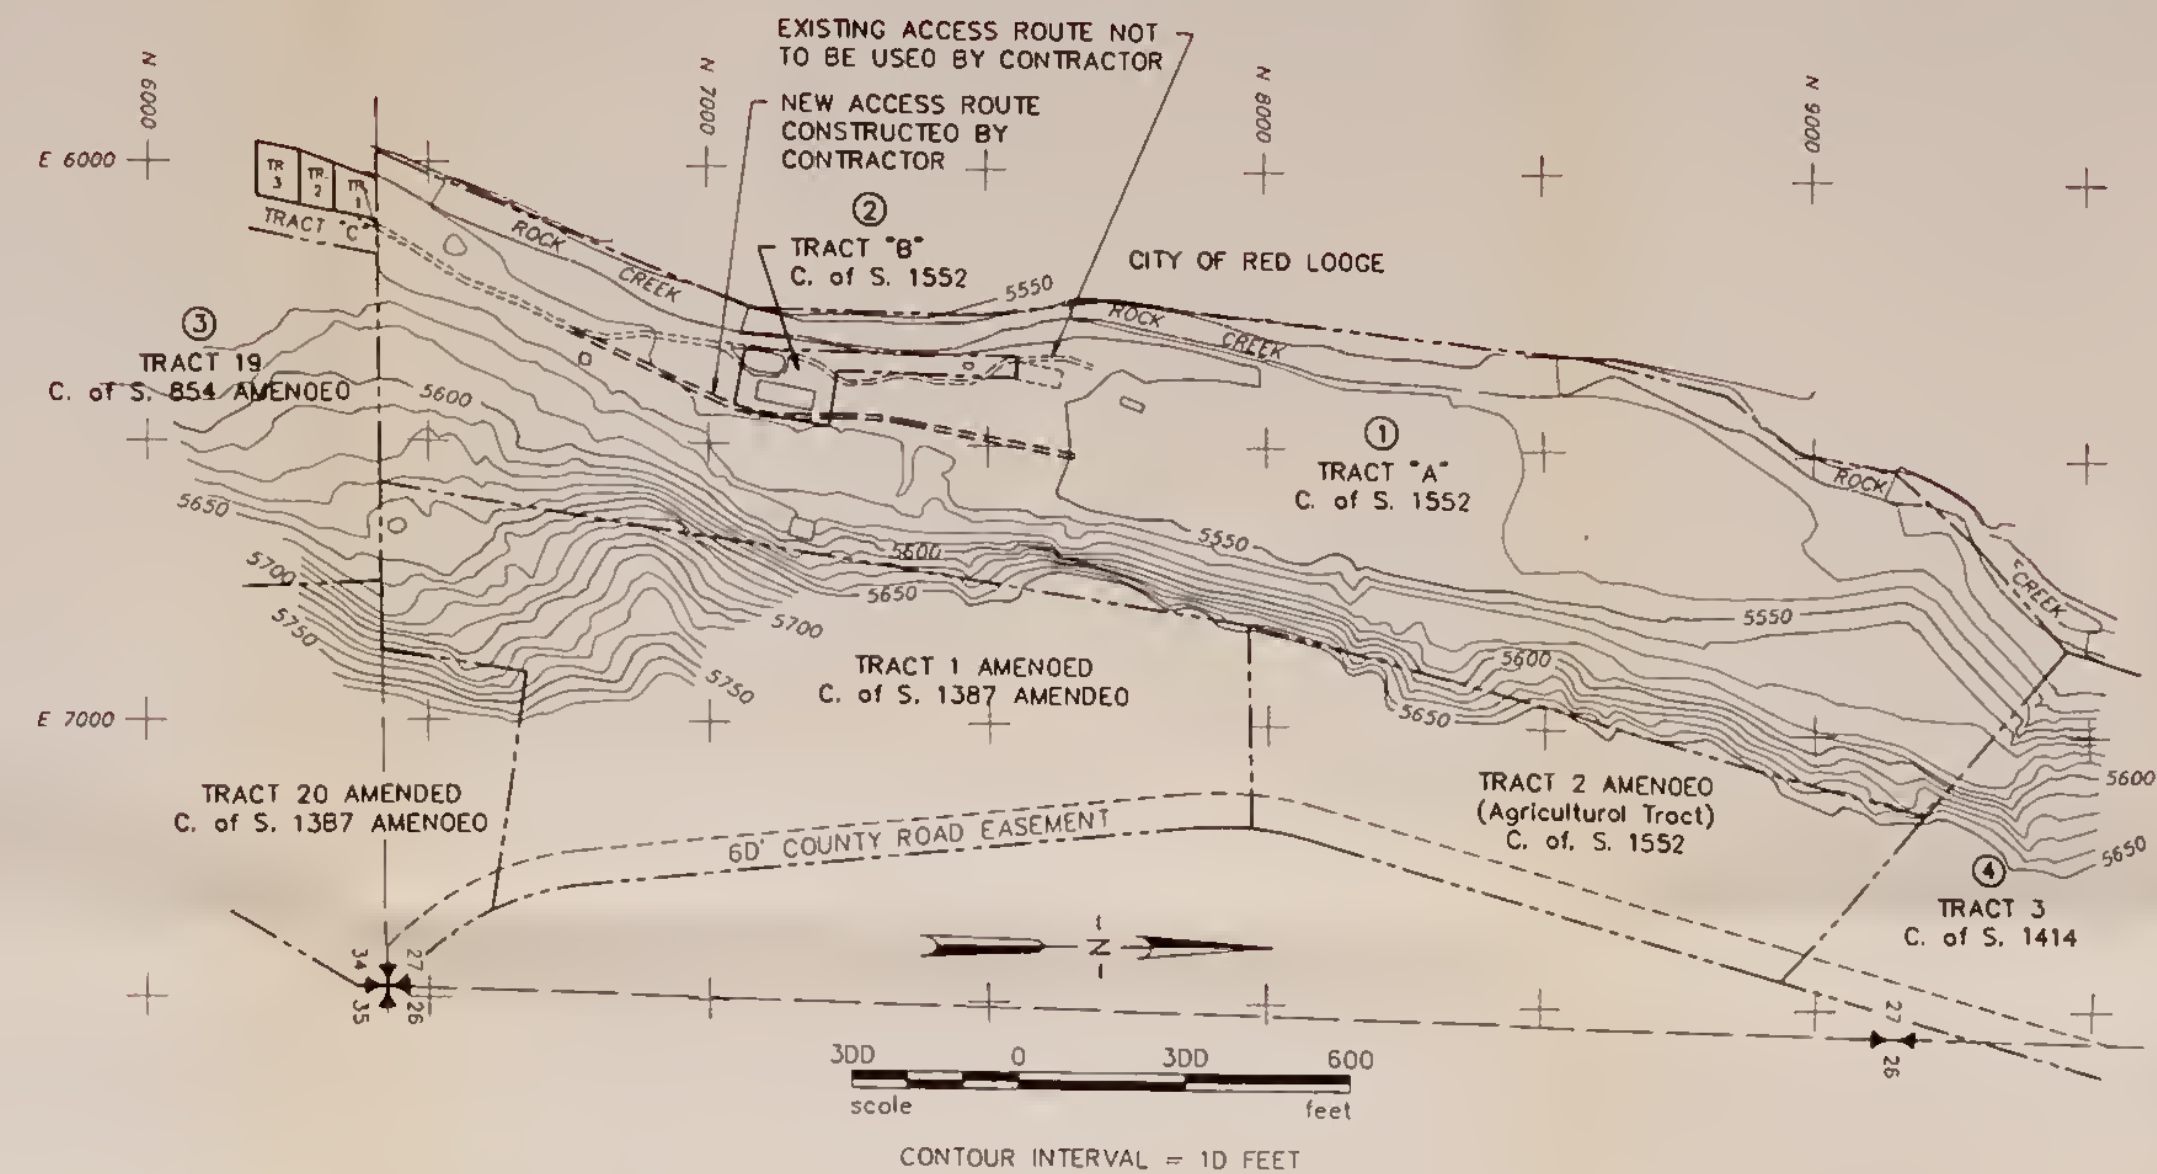 EXISTING ACCESS ROUTE NOT
TO BE USED BY CONTRACTOR
NEW ACCESS ROUTE
CONSTRUCTEO BY
CONTRACTOR
N 6000
N 7000
N 8000
N 9000
E 6000
E 7000
TR
3
TR.
2
TR.
1
TRACT "C"
ROCK
CREEK
②
TRACT "B"
C. of S. 1552
CITY OF RED LOOGE
5550
ROCK
CREEK
③
TRACT 19
C. of S. 854 AMENOEO
5600
5650
5700
5750
①
TRACT "A"
C. of S. 1552
ROCK
CREEK
5600
5650
5700
5750
5550
5550
5600
5650
5600
5650
TRACT 1 AMENOED
C. of S. 1387 AMENDEO
TRACT 20 AMENDED
C. of S. 1387 AMENOEO
TRACT 2 AMENOEO
(Agricultural Tract)
C. of. S. 1552
④
TRACT 3
C. of S. 1414
6D' COUNTY ROAD EASEMENT
34
27
35
26
27
26
N
3DD
0
3DD
600
scole
feet
CONTOUR INTERVAL = 1D FEET